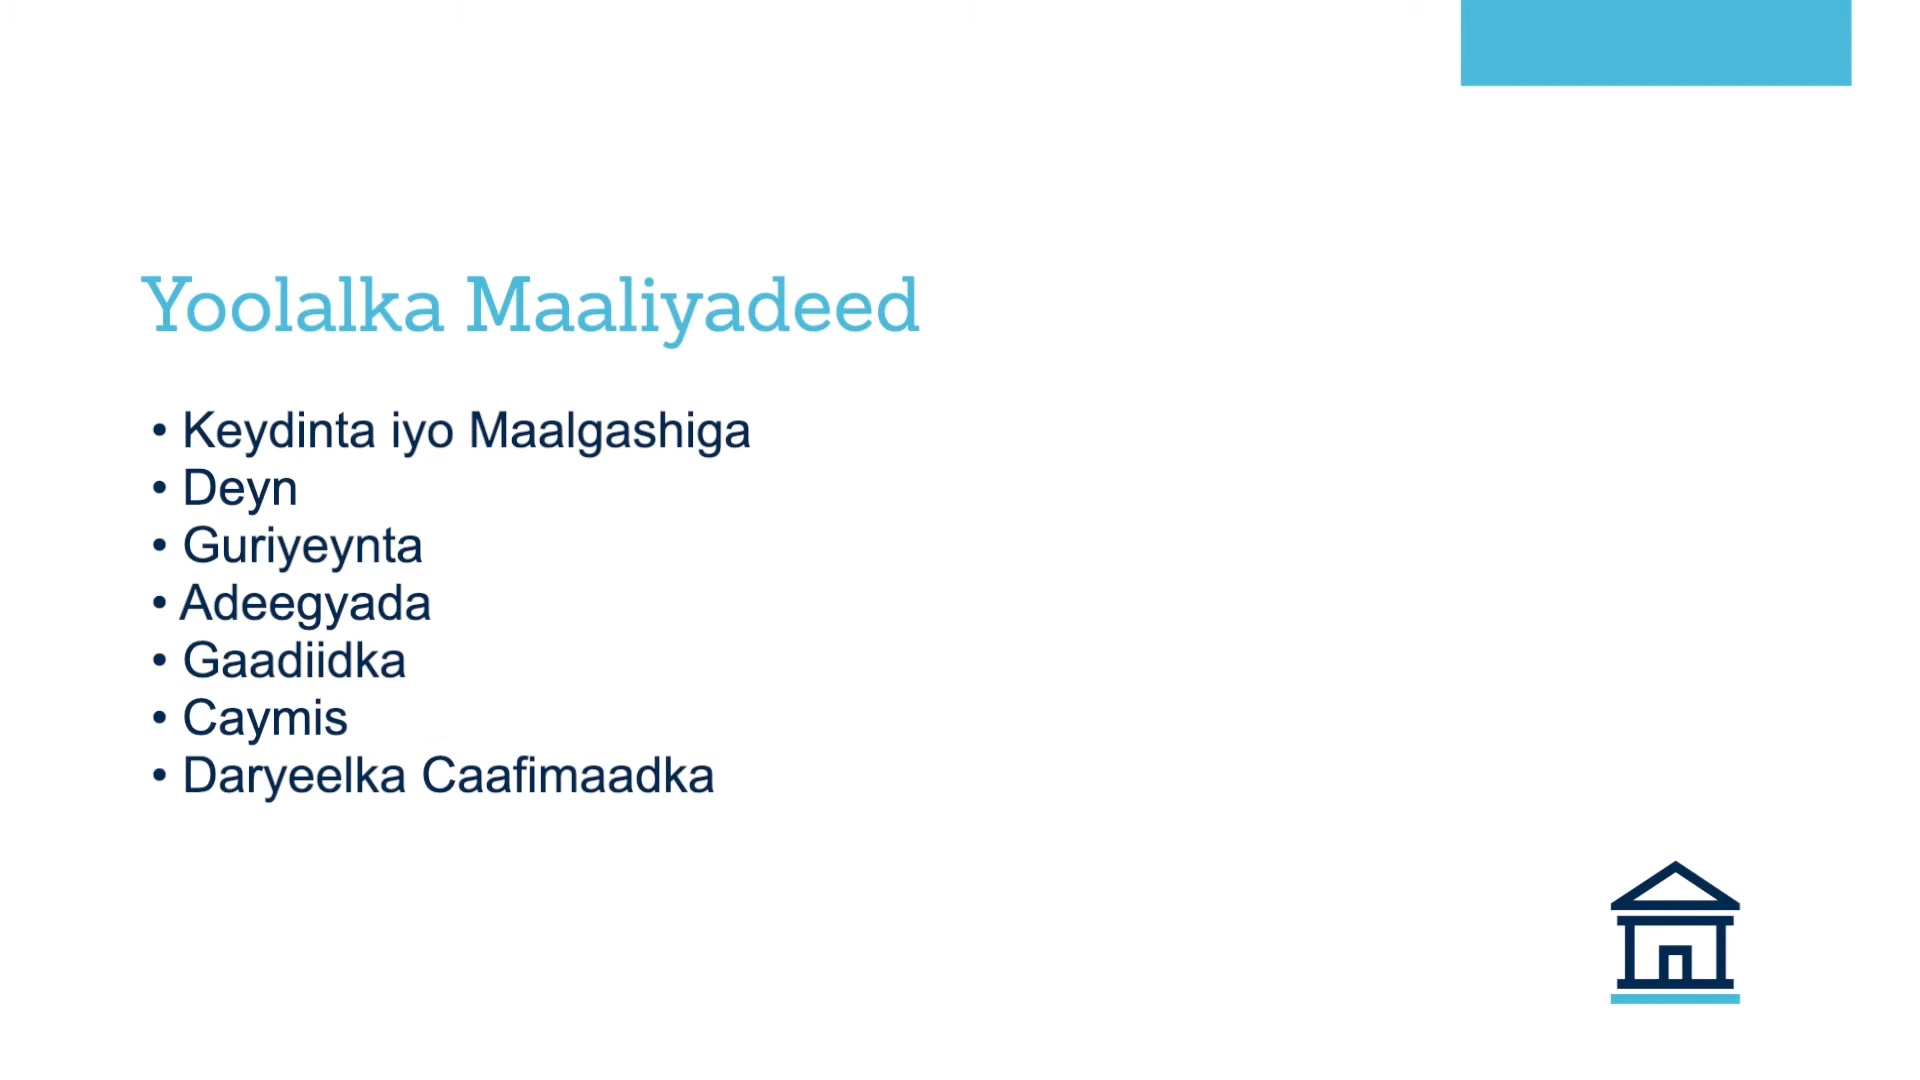 Yoolalka Maaliyadeed
• Keydinta iyo Maalgashiga
• Deyn
• Guriyeynta
• Adeegyada
• Gaadiidka
• Caymis
• Daryeelka Caafimaadka